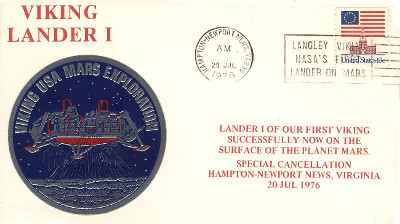 VIKING
LANDER I
HAMPTON-NEWPORT NEWS, VA
AM
20 JUL
1976
LANGLEY
NASA'S
LANDER ON MARS
United States
VIKING USA MARS EXPLORATION
LANDER I OF OUR FIRST VIKING
SUCCESSFULLY NOW ON THE
SURFACE OF THE PLANET MARS.
SPECIAL CANCELLATION
HAMPTON-NEWPORT NEWS, VIRGINIA
20 JUL 1976